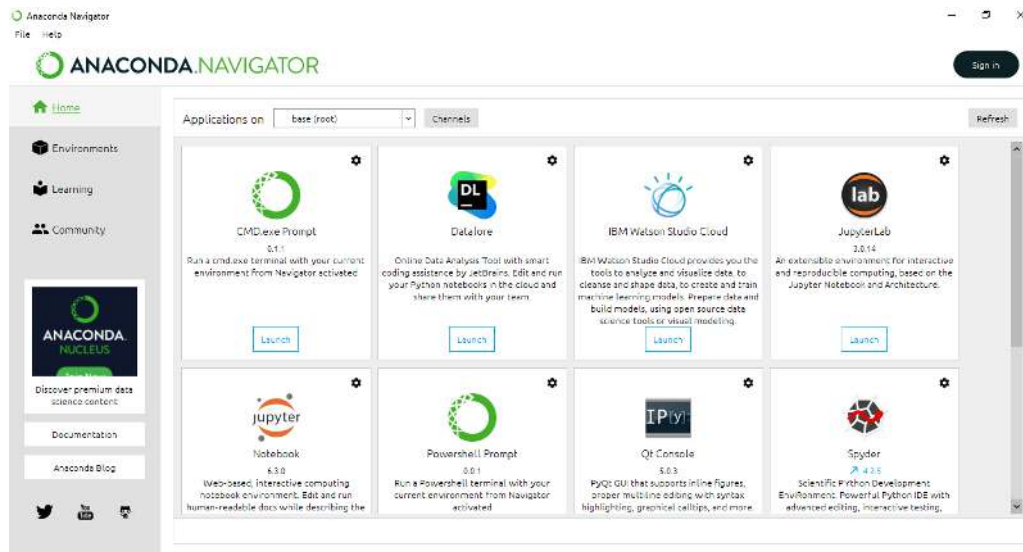 Anaconda Navigator
File Help
ANACONDA.NAVIGATOR
Sign in
Home
Environments
Learning
Community
ANACONDA.
NUCLEUS
Join Now
Discover premium data
science content
Documentation
Anaconda Blog
You
Tube
Applications on base (root) Channels Refresh
CMD.exe Prompt
0.1.1
Run a cmd.exe terminal with your current
environment from Navigator activated
Launch
DL
Datalore
Online Data Analysis Tool with smart
coding assistance by JetBrains. Edit and run
your Python notebooks in the cloud and
share them with your team.
Launch
IBM Watson Studio Cloud
IBM Watson Studio Cloud provides you the
tools to analyze and visualize data, to
cleanse and shape data, to create and train
machine learning models. Prepare data and
build models, using open source data
science tools or visual modeling.
Launch
lab
JupyterLab
3.0.14
An extensible environment for interactive
and reproducible computing, based on the
Jupyter Notebook and Architecture.
Launch
jupyter
Notebook
6.3.0
Web-based, interactive computing
notebook environment. Edit and run
human-readable docs while describing the
Powershell Prompt
0.0.1
Run a Powershell terminal with your
current environment from Navigator
activated
IP[y]:
Qt Console
5.0.3
PyQt GUI that supports inline figures,
proper multiline editing with syntax
highlighting, graphical calltips, and more.
Spyder
4.2.5
Scientific Python Development
Environment. Powerful Python IDE with
advanced editing, interactive testing,